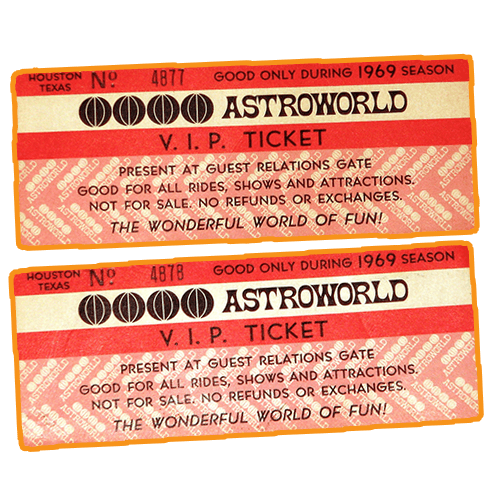 HOUSTON TEXAS Nº 4877 GOOD ONLY DURING 1969 SEASON
ASTROWORLD
V. I. P. TICKET
PRESENT AT GUEST RELATIONS GATE
GOOD FOR ALL RIDES, SHOWS AND ATTRACTIONS.
NOT FOR SALE. NO REFUNDS OR EXCHANGES.
THE WONDERFUL WORLD OF FUN!
HOUSTON TEXAS Nº 4878 GOOD ONLY DURING 1969 SEASON
ASTROWORLD
V. I. P. TICKET
PRESENT AT GUEST RELATIONS GATE
GOOD FOR ALL RIDES, SHOWS AND ATTRACTIONS.
NOT FOR SALE. NO REFUNDS OR EXCHANGES.
THE WONDERFUL WORLD OF FUN!